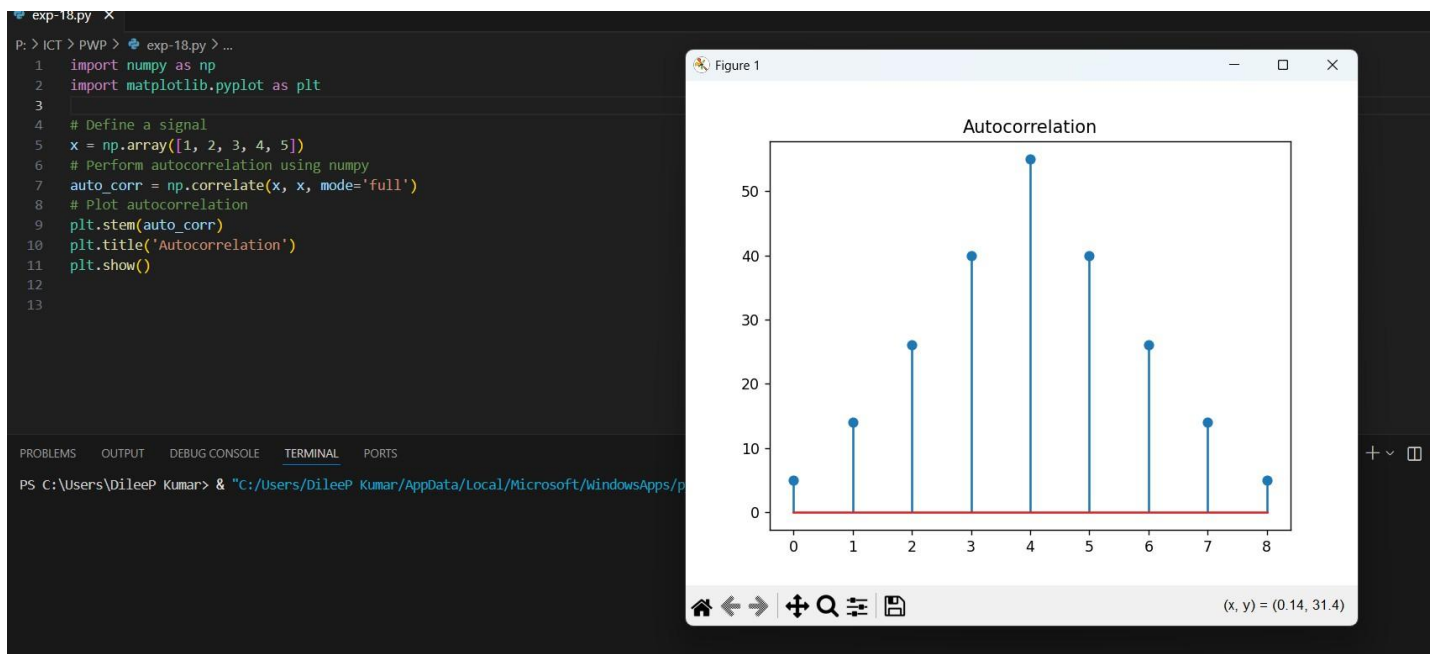 exp-18.py ×
P: > ICT > PWP > exp-18.py > ...
1 import numpy as np
2 import matplotlib.pyplot as plt
3
4 # Define a signal
5 x = np.array([1, 2, 3, 4, 5])
6 # Perform autocorrelation using numpy
7 auto_corr = np.correlate(x, x, mode='full')
8 # Plot autocorrelation
9 plt.stem(auto_corr)
10 plt.title('Autocorrelation')
11 plt.show()
12
13
PROBLEMS OUTPUT DEBUG CONSOLE TERMINAL PORTS
PS C:\Users\DileeP Kumar> & "C:/Users/DileeP Kumar/AppData/Local/Microsoft/WindowsApps/p
Figure 1
Autocorrelation
50
40
30
20
10
0
0 1 2 3 4 5 6 7 8
(x, y) = (0.14, 31.4)